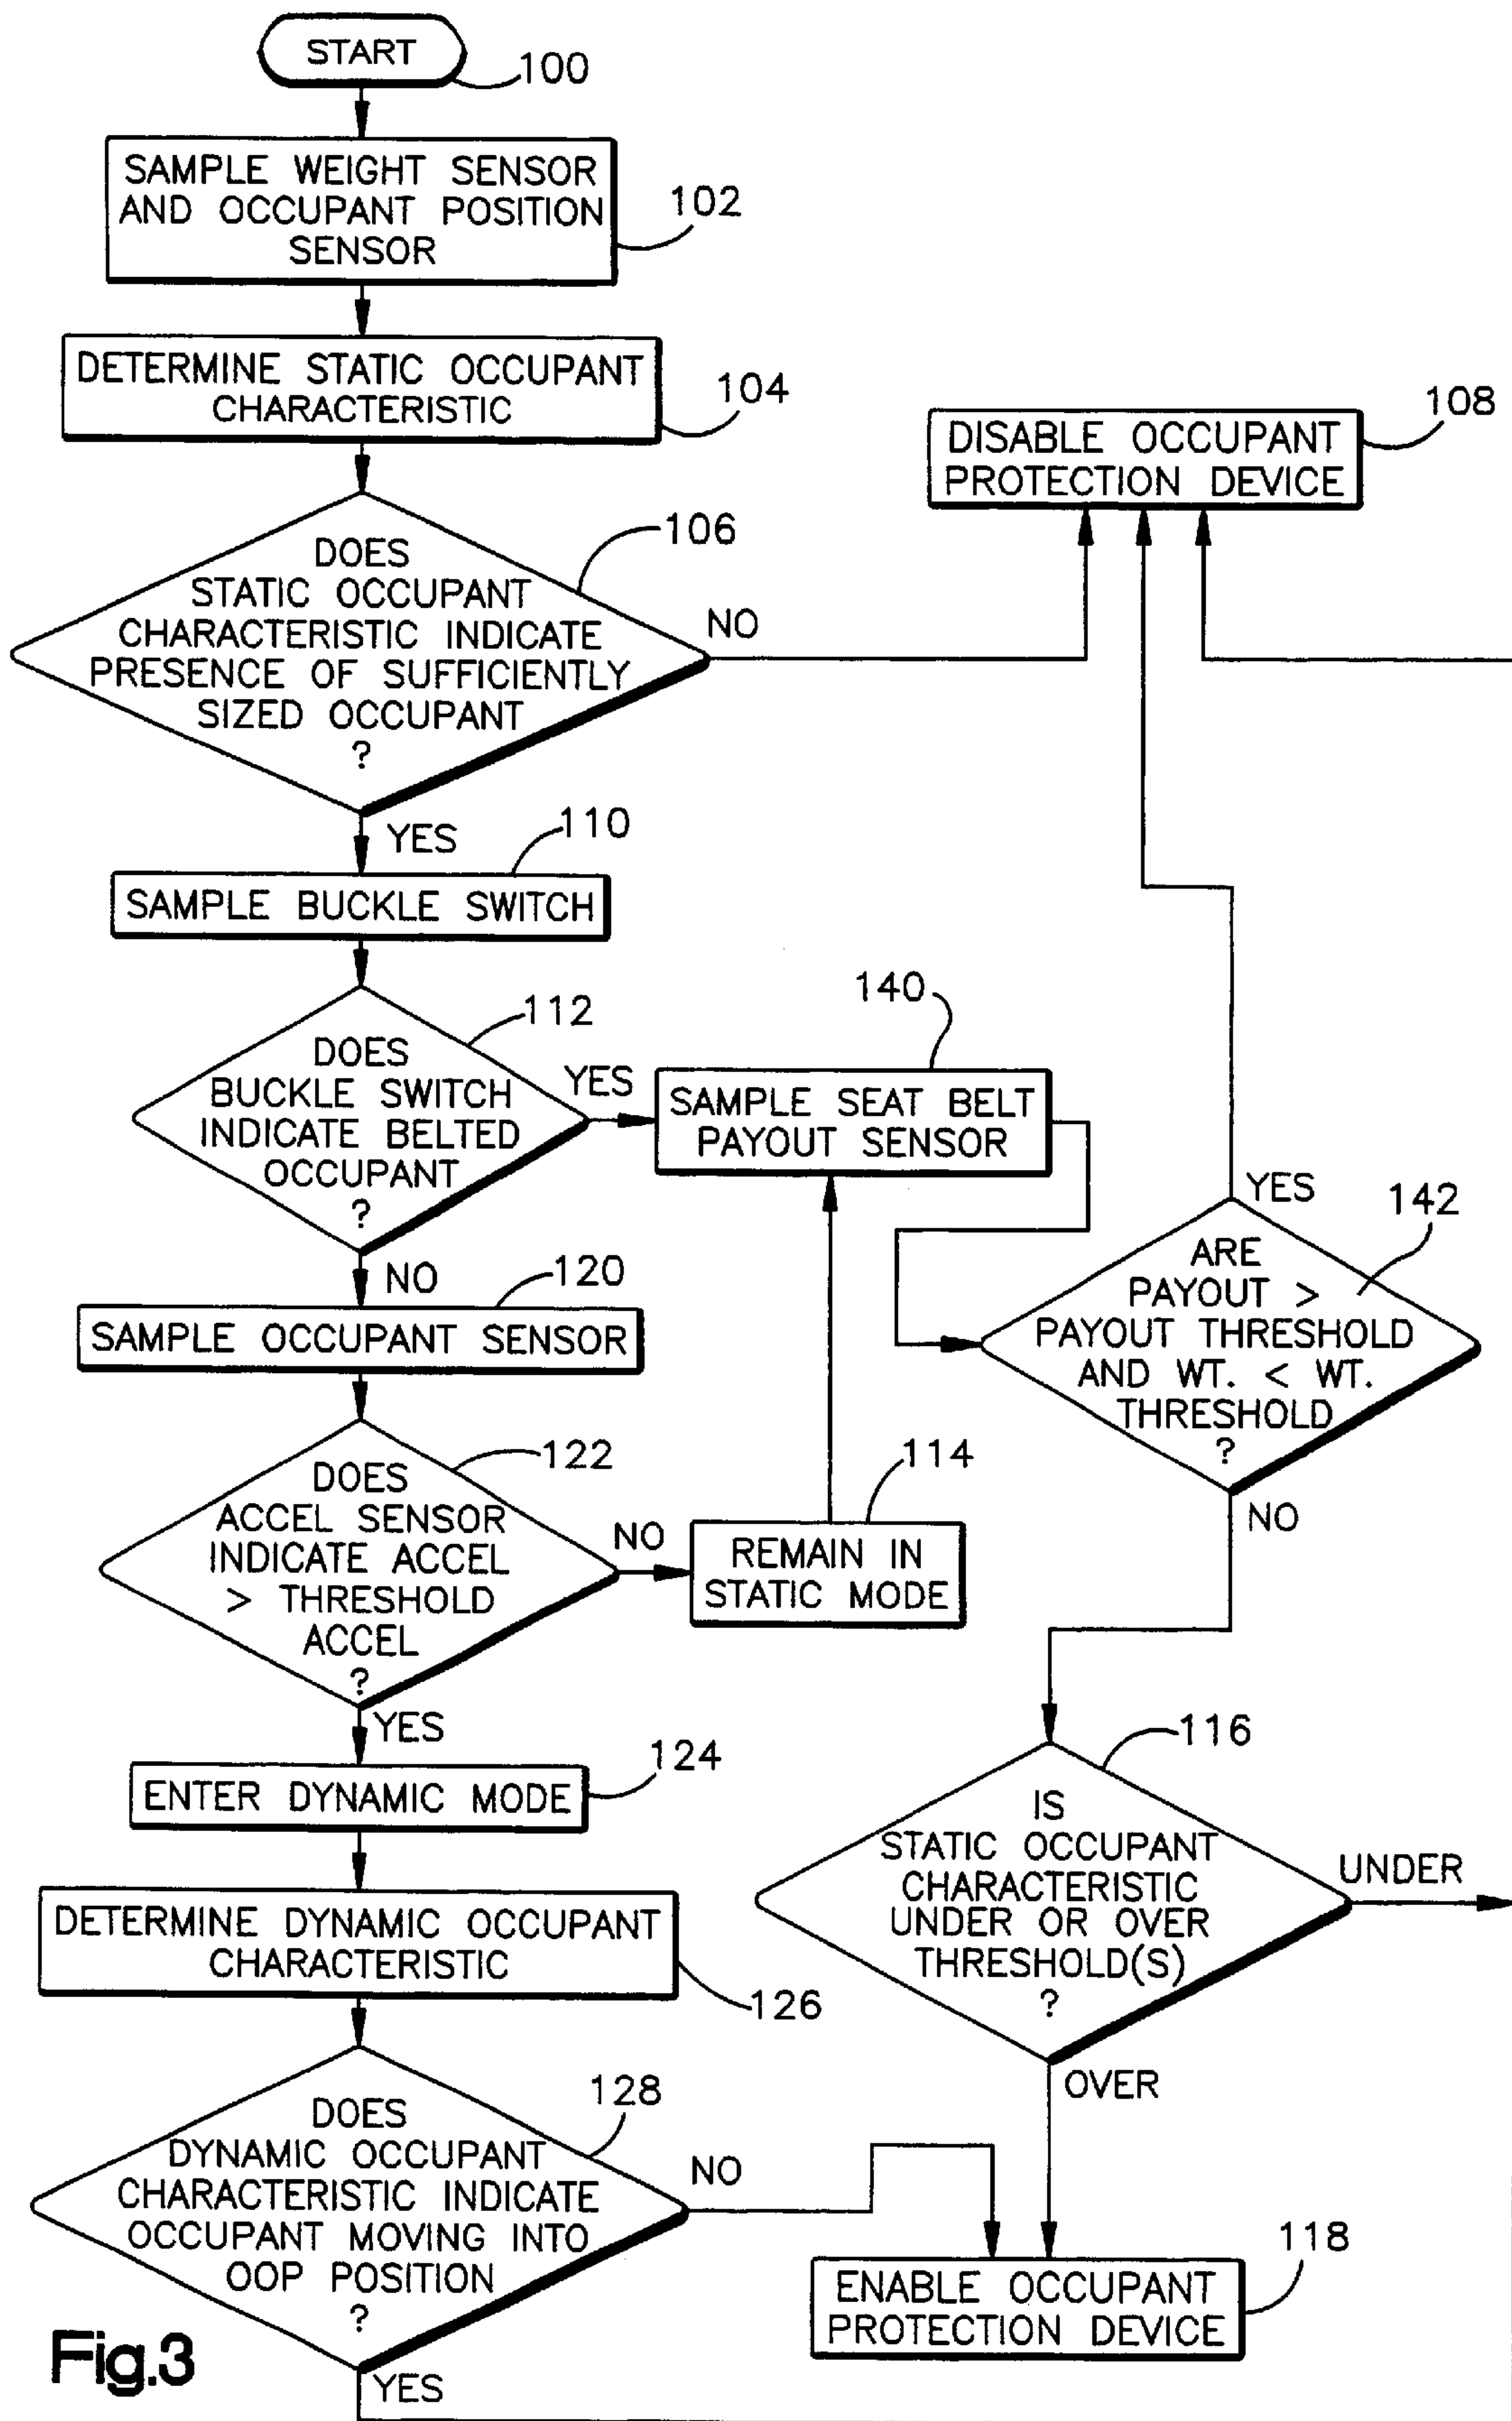 START
100
SAMPLE WEIGHT SENSOR
AND OCCUPANT POSITION
SENSOR
102
DETERMINE STATIC OCCUPANT
CHARACTERISTIC
104
DISABLE OCCUPANT
PROTECTION DEVICE
108
DOES
STATIC OCCUPANT
CHARACTERISTIC INDICATE
PRESENCE OF SUFFICIENTLY
SIZED OCCUPANT
?
106
NO
YES
110
SAMPLE BUCKLE SWITCH
DOES
BUCKLE SWITCH
INDICATE BELTED
OCCUPANT
?
112
YES
NO
140
SAMPLE SEAT BELT
PAYOUT SENSOR
YES
142
ARE
PAYOUT >
PAYOUT THRESHOLD
AND WT. < WT.
THRESHOLD
?
NO
120
SAMPLE OCCUPANT SENSOR
DOES
ACCEL SENSOR
INDICATE ACCEL
> THRESHOLD
ACCEL
?
122
NO
YES
114
REMAIN IN
STATIC MODE
124
ENTER DYNAMIC MODE
116
IS
STATIC OCCUPANT
CHARACTERISTIC
UNDER OR OVER
THRESHOLD(S)
?
UNDER
OVER
DETERMINE DYNAMIC OCCUPANT
CHARACTERISTIC
126
DOES
DYNAMIC OCCUPANT
CHARACTERISTIC INDICATE
OCCUPANT MOVING INTO
OOP POSITION
?
128
NO
YES
ENABLE OCCUPANT
PROTECTION DEVICE
118
Fig.3